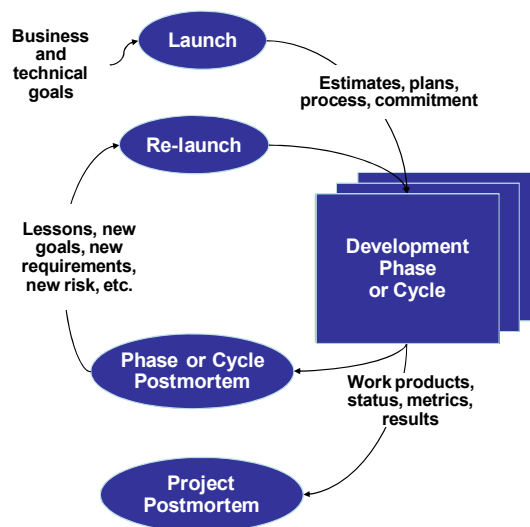 Business
and
technical
goals
Launch
Estimates, plans,
process, commitment
Re-launch
Lessons, new
goals, new
requirements,
new risk, etc.
Development
Phase
or Cycle
Phase or Cycle
Postmortem
Work products,
status, metrics,
results
Project
Postmortem